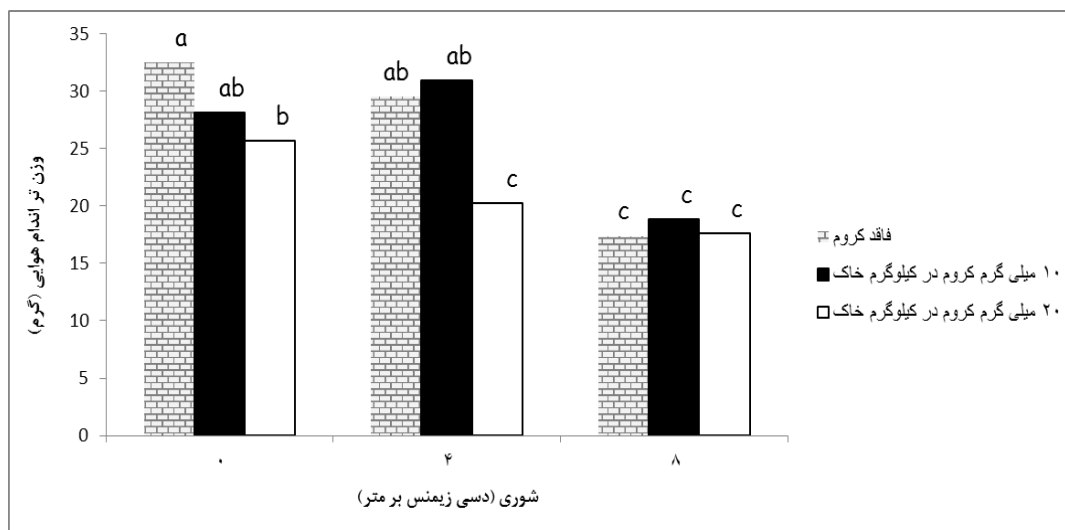 وزن تر اندام هوایی (گرم)
35
30
25
20
15
10
5
0
a
ab
b
ab
ab
c
c
c
c
۰
۴
۸
شوری (دسی زیمنس بر متر)
فاقد کروم
۱۰ میلی گرم کروم در کیلوگرم خاک
۲۰ میلی گرم کروم در کیلوگرم خاک